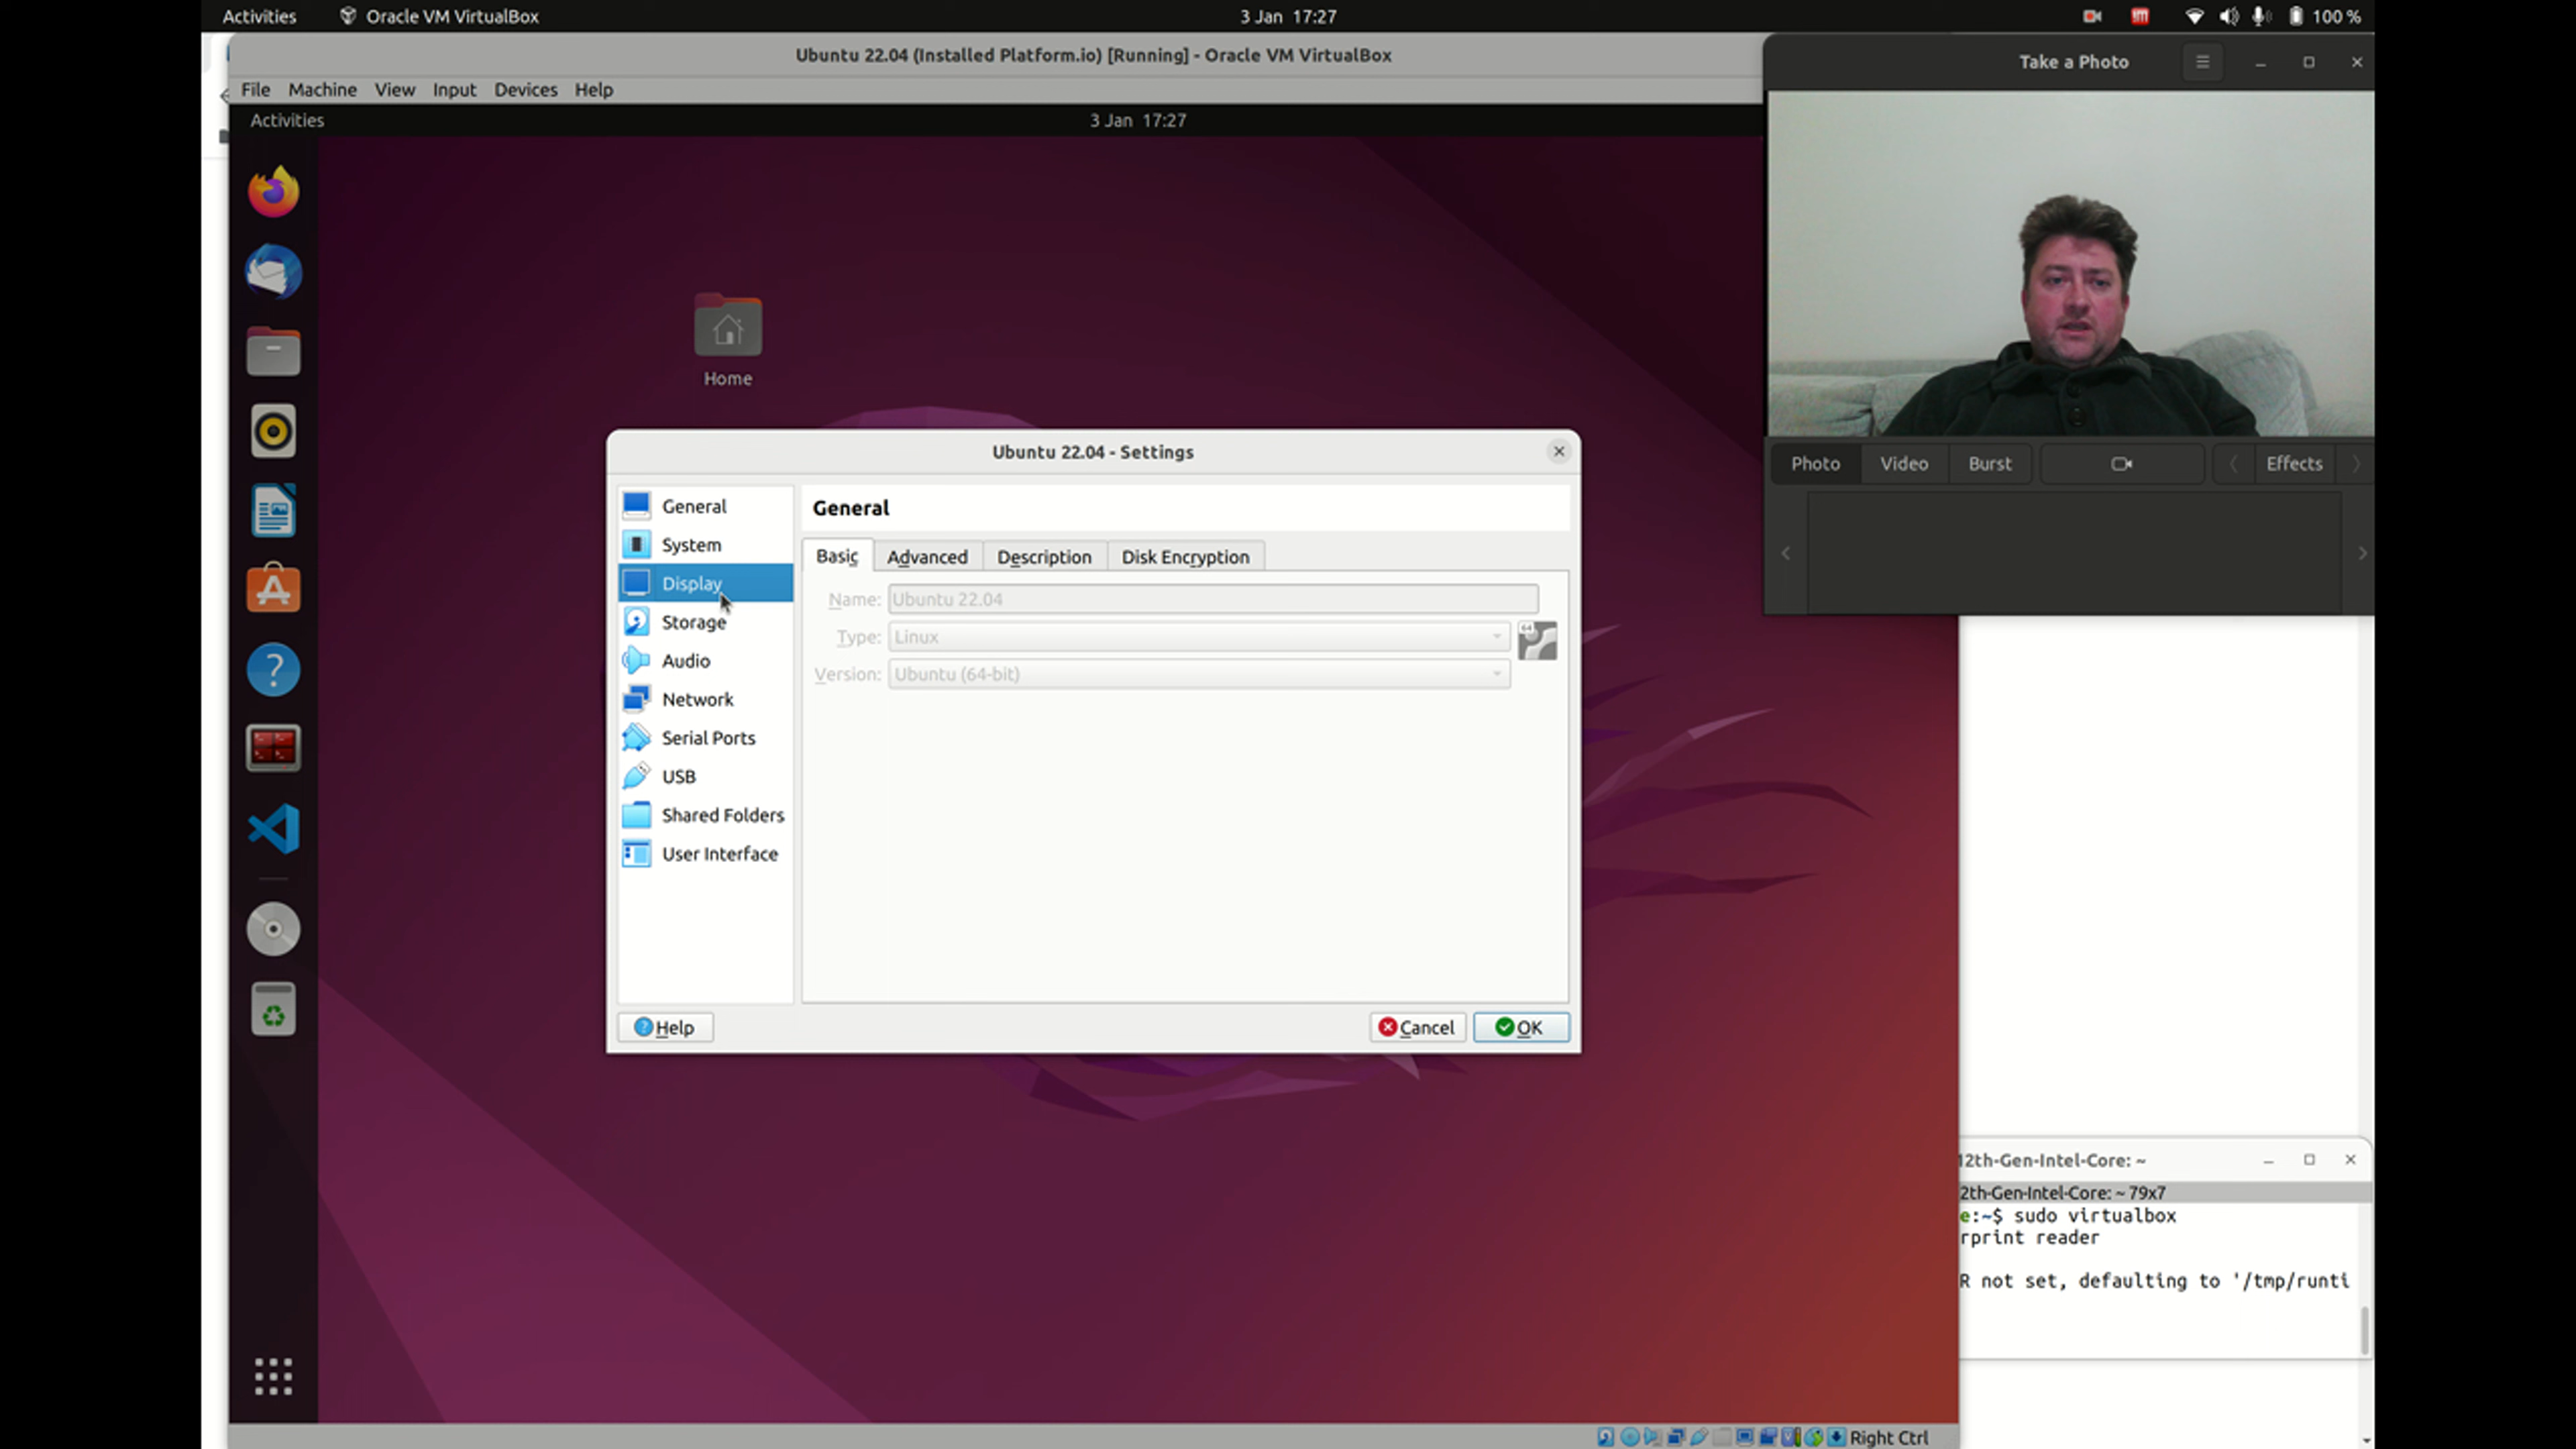 Activities
Oracle VM VirtualBox
3 Jan 17:27
100 %
Ubuntu 22.04 (Installed Platform.io) [Running] - Oracle VM VirtualBox
File Machine View Input Devices Help
Activities
3 Jan 17:27
Take a Photo
Home
Photo
Video
Burst
Effects
Ubuntu 22.04 - Settings
General
System
Display
Storage
Audio
Network
Serial Ports
USB
Shared Folders
User Interface
General
Basic
Advanced
Description
Disk Encryption
Name: Ubuntu 22.04
Type: Linux
64
Version: Ubuntu (64-bit)
Help
Cancel
OK
12th-Gen-Intel-Core: ~
2th-Gen-Intel-Core: ~ 79x7
e:~$ sudo virtualbox
rprint reader
R not set, defaulting to '/tmp/runti
Right Ctrl